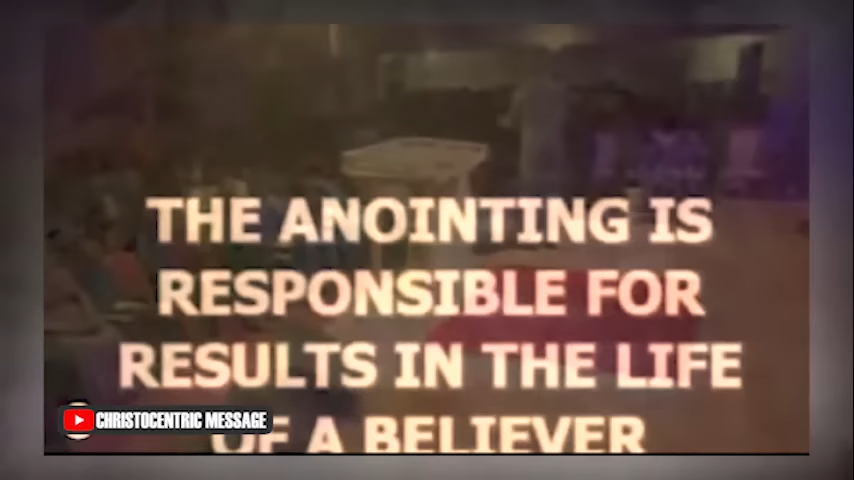 THE ANOINTING IS
RESPONSIBLE FOR
RESULTS IN THE LIFE
OF A BELIEVER
CHRISTOCENTRIC MESSAGE